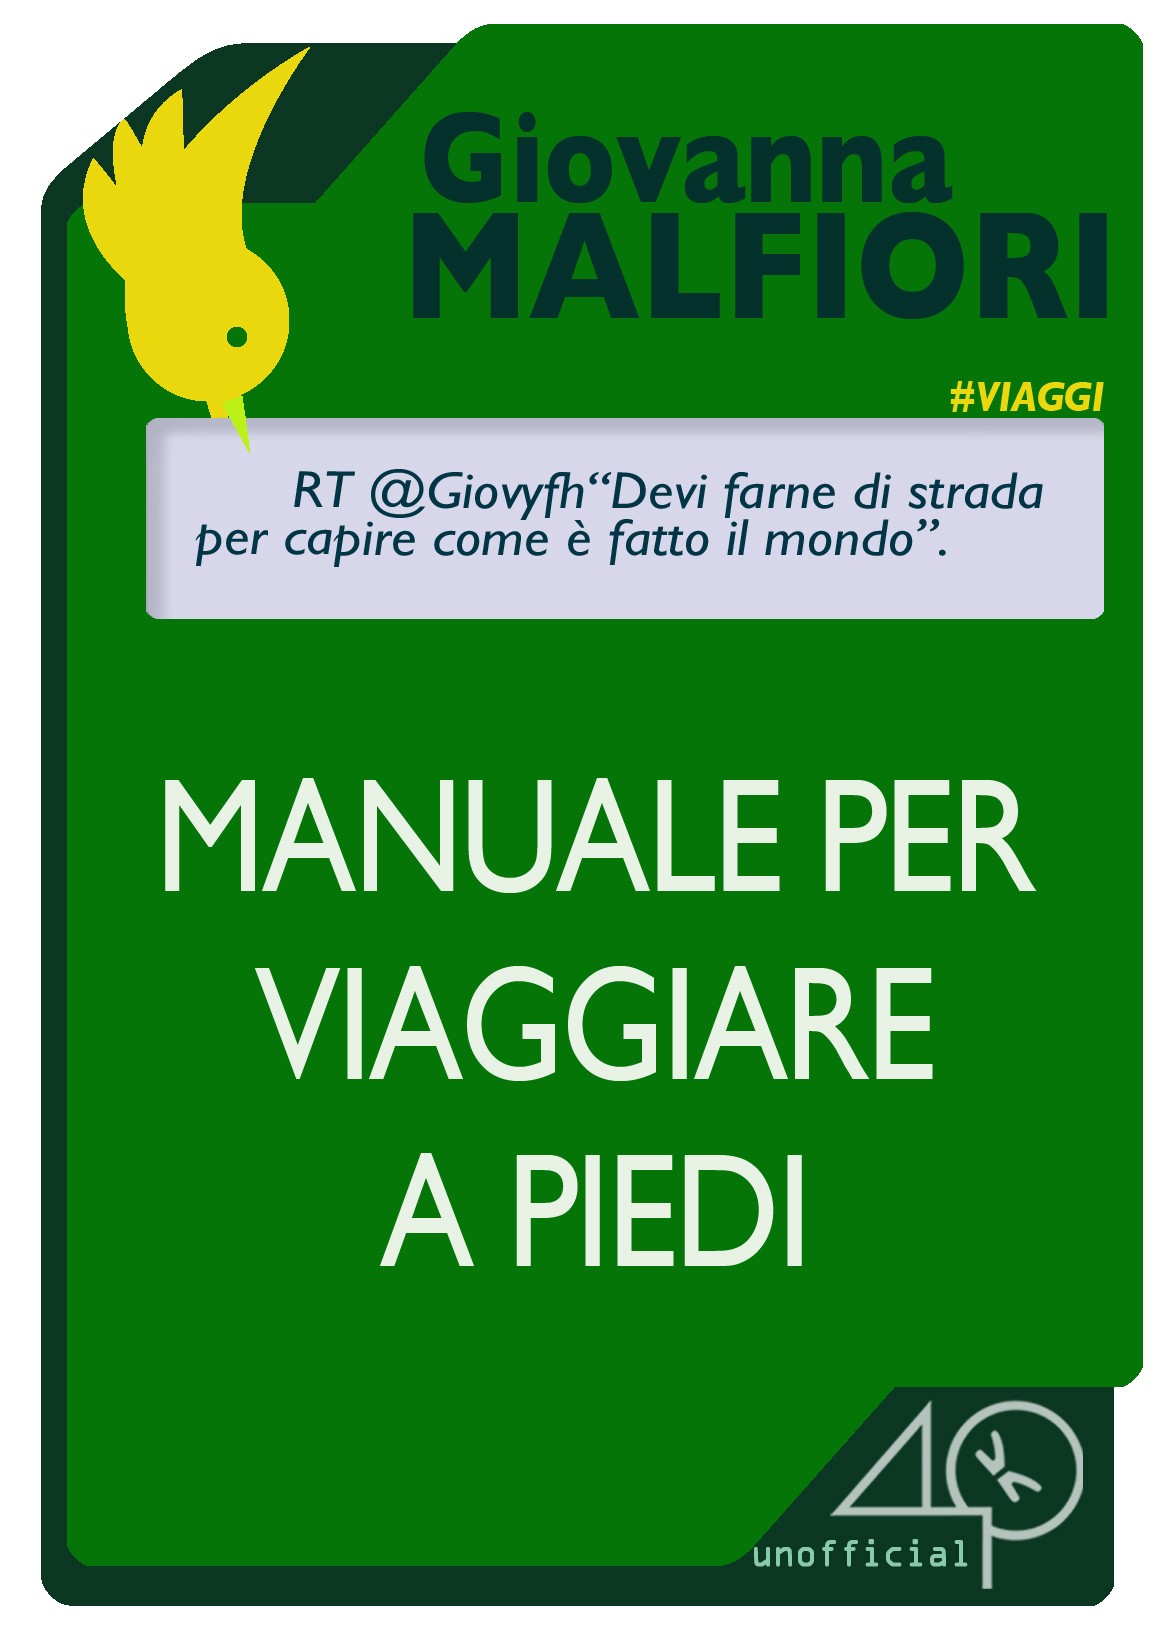 Giovanna
MALFIORI
#VIAGGI
RT @Giovyfh“Devi farne di strada
per capire come è fatto il mondo”.
MANUALE PER
VIAGGIARE
A PIEDI
40K
unofficial